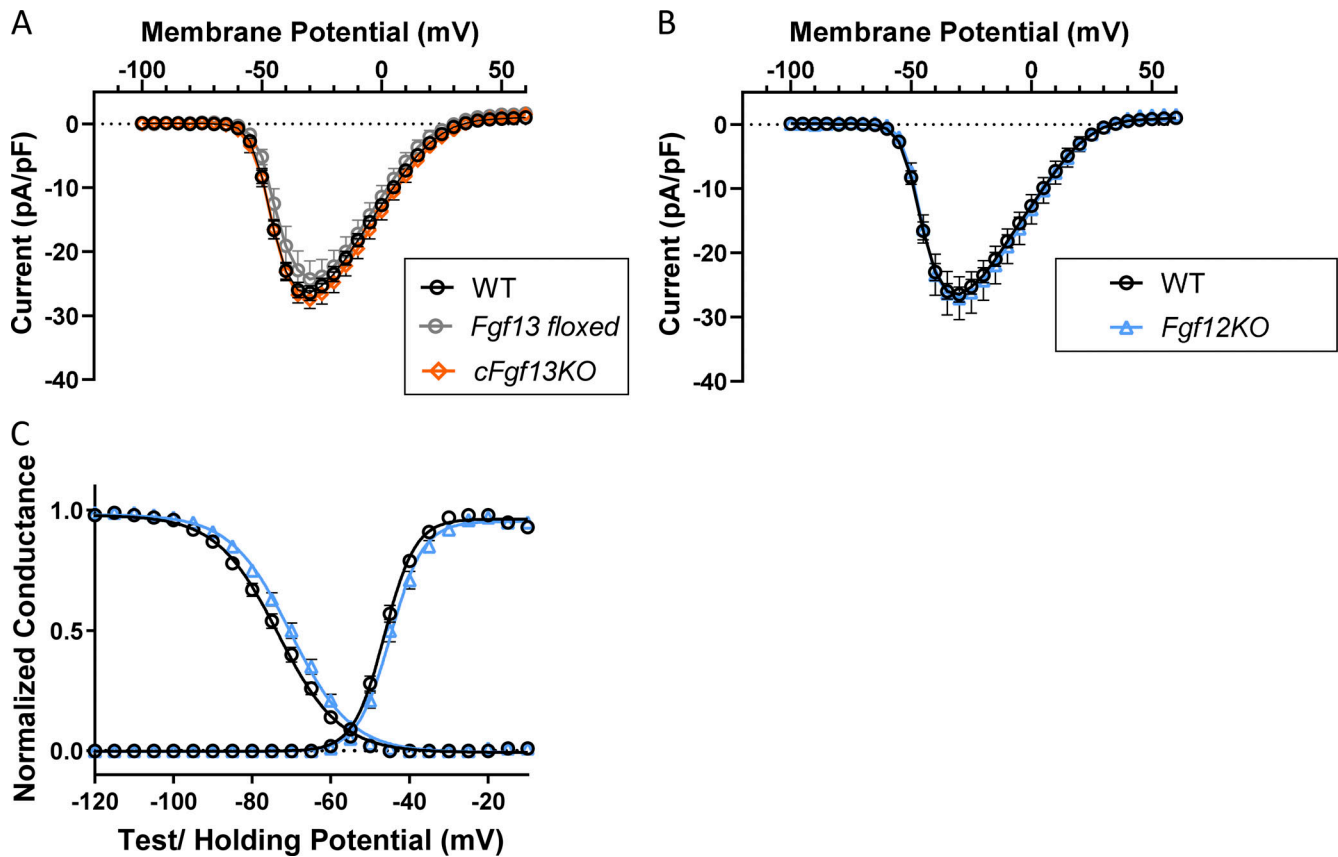 A
Membrane Potential (mV)
-100 -50 0 50
0
-10
-20
-30
-40
Current (pA/pF)
WT
Fgf13 floxed
cFgf13KO
B
Membrane Potential (mV)
-100 -50 0 50
0
-10
-20
-30
-40
Current (pA/pF)
WT
Fgf12KO
C
1.0
0.5
0.0
Normalized Conductance
-120 -100 -80 -60 -40 -20
Test/ Holding Potential (mV)